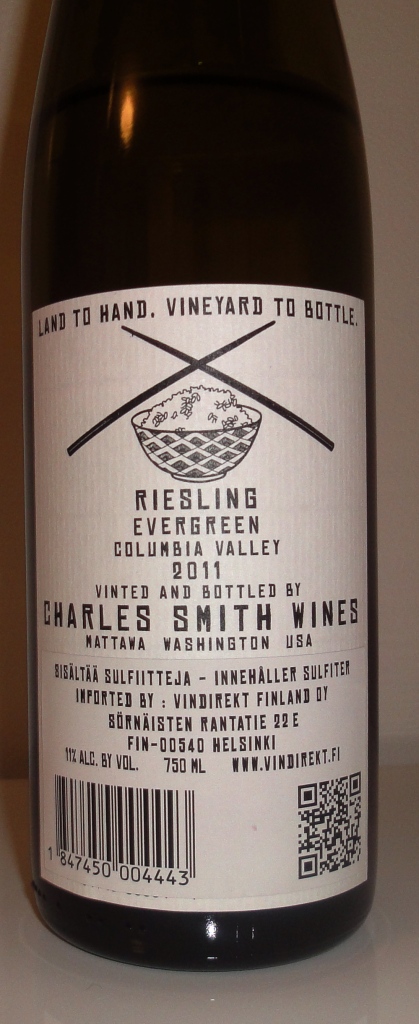 LAND TO HAND. VINEYARD TO BOTTLE.
RIESLING
EVERGREEN
COLUMBIA VALLEY
2011
VINTED AND BOTTLED BY
CHARLES SMITH WINES
MATTAWA WASHINGTON USA
SISÄLTÄÄ SULFIITTEJA - INNEHÅLLER SULFITER
IMPORTED BY : VINDIREKT FINLAND OY
SÖRNÄISTEN RANTATIE 22 E
FIN-00540 HELSINKI
11% ALC. BY VOL. 750 ML WWW.VINDIREKT.FI
1 847450 004443